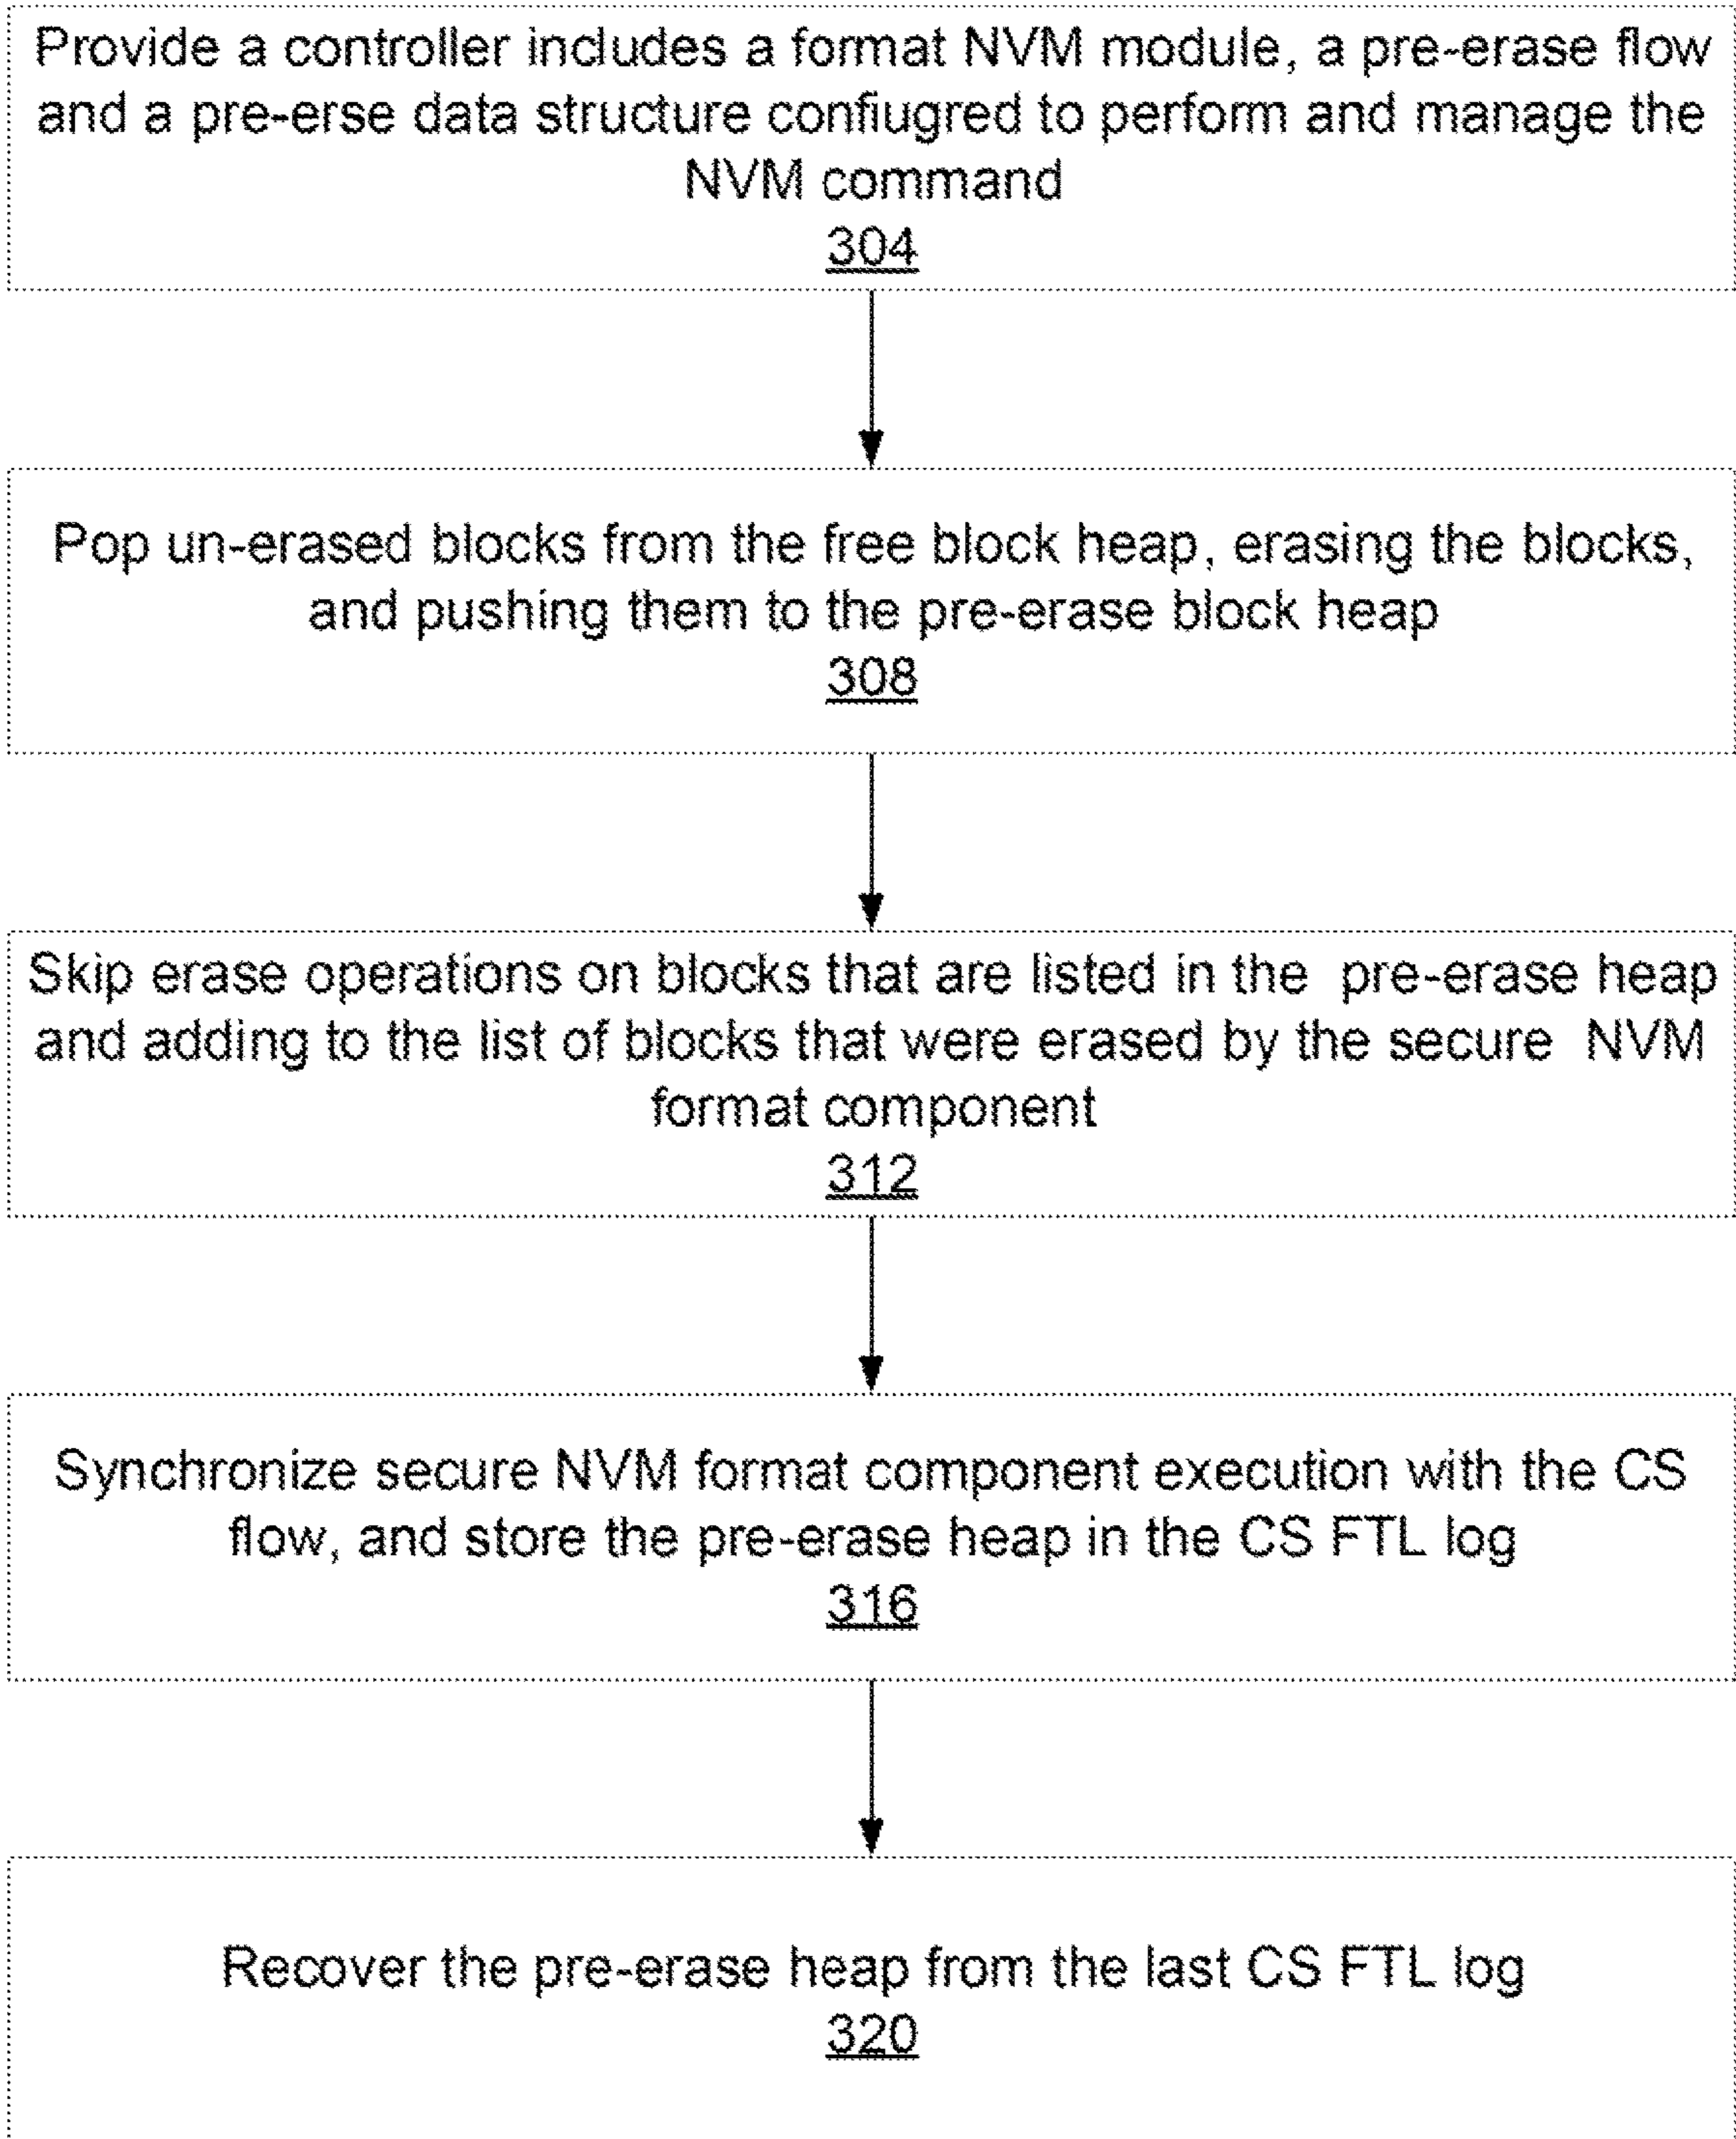 Provide a controller includes a format NVM module, a pre-erase flow
and a pre-erse data structure confiugred to perform and manage the
NVM command
304
Pop un-erased blocks from the free block heap, erasing the blocks,
and pushing them to the pre-erase block heap
308
Skip erase operations on blocks that are listed in the pre-erase heap
and adding to the list of blocks that were erased by the secure NVM
format component
312
Synchronize secure NVM format component execution with the CS
flow, and store the pre-erase heap in the CS FTL log
316
Recover the pre-erase heap from the last CS FTL log
320